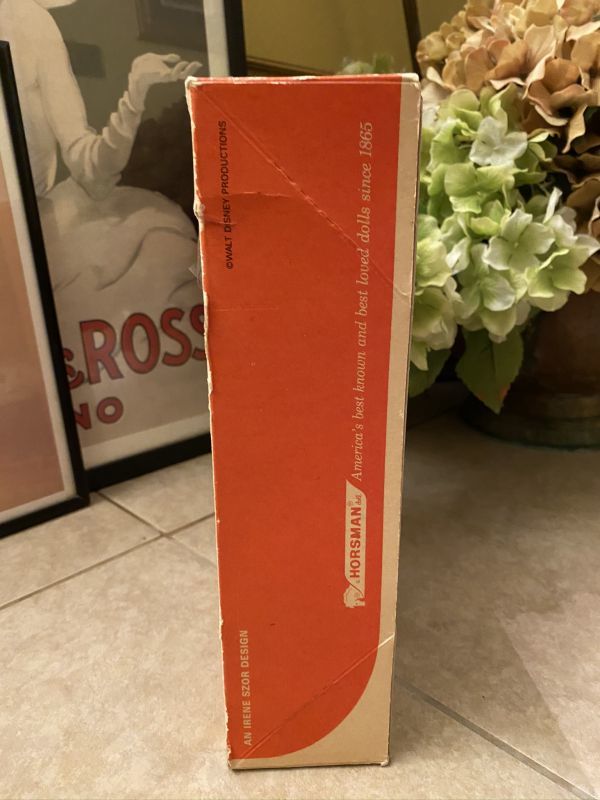 ©WALT DISNEY PRODUCTIONS
America's best known and best loved dolls since 1865
a HORSMAN® doll
AN IRENE SZOR DESIGN
&ROSS
NO